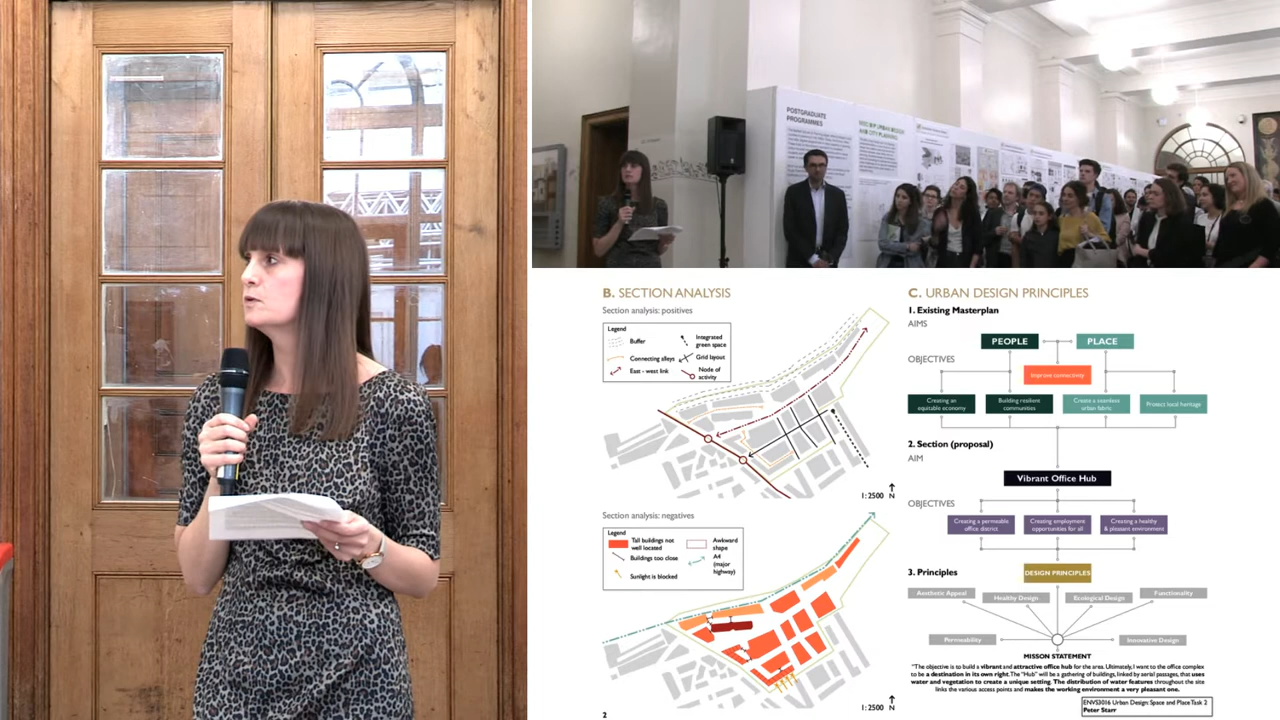 POSTGRADUATE
PROGRAMMES
MSC/DIP URBAN DESIGN
AND CITY PLANNING
B. SECTION ANALYSIS
Section analysis: positives
Legend
Buffer
Connecting alleys
East - west link
Integrated
green space
Grid layout
Node of
activity
1: 2500
N
Section analysis: negatives
Legend
Tall buildings not
well located
Buildings too close
Sunlight is blocked
Awkward
shape
A4
(major
highway)
1: 2500
N
2
C. URBAN DESIGN PRINCIPLES
1. Existing Masterplan
AIMS
PEOPLE
PLACE
OBJECTIVES
Improve connectivity
Creating an
equitable economy
Building resilient
communities
Create a seamless
urban fabric
Protect local heritage
2. Section (proposal)
AIM
Vibrant Office Hub
OBJECTIVES
Creating a permeable
office district
Creating employment
opportunities for all
Creating a healthy
& pleasant environment
3. Principles
DESIGN PRINCIPLES
Aesthetic Appeal
Healthy Design
Ecological Design
Functionality
Permeability
Innovative Design
MISSON STATEMENT
"The objective is to build a vibrant and attractive office hub for the area. Ultimately, I want the office complex
to be a destination in its own right. The "Hub" will be a gathering of buildings, linked by aerial passages, that uses
water and vegetation to create a unique setting. The distribution of water features throughout the site
links the various access points and makes the working environment a very pleasant one.
ENVS3016 Urban Design: Space and Place Task 2
Peter Starr